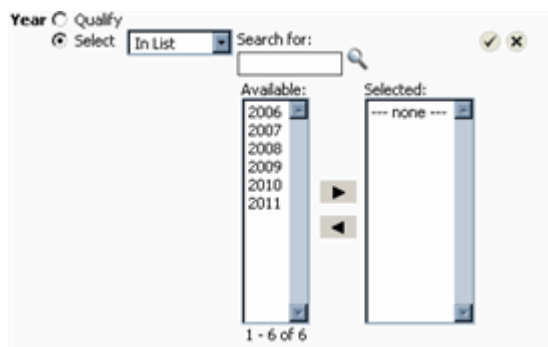 Year Qualify
Select In List Search for:
Available: Selected:
2006 --- none ---
2007
2008
2009
2010
2011
1 - 6 of 6